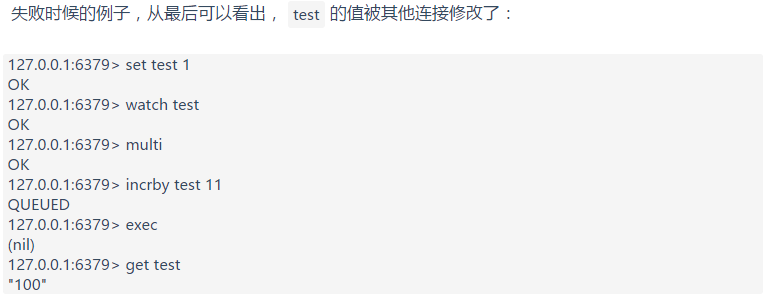 失败时候的例子，从最后可以看出， test 的值被其他连接修改了：
127.0.0.1:6379> set test 1
OK
127.0.0.1:6379> watch test
OK
127.0.0.1:6379> multi
OK
127.0.0.1:6379> incrby test 11
QUEUED
127.0.0.1:6379> exec
(nil)
127.0.0.1:6379> get test
"100"